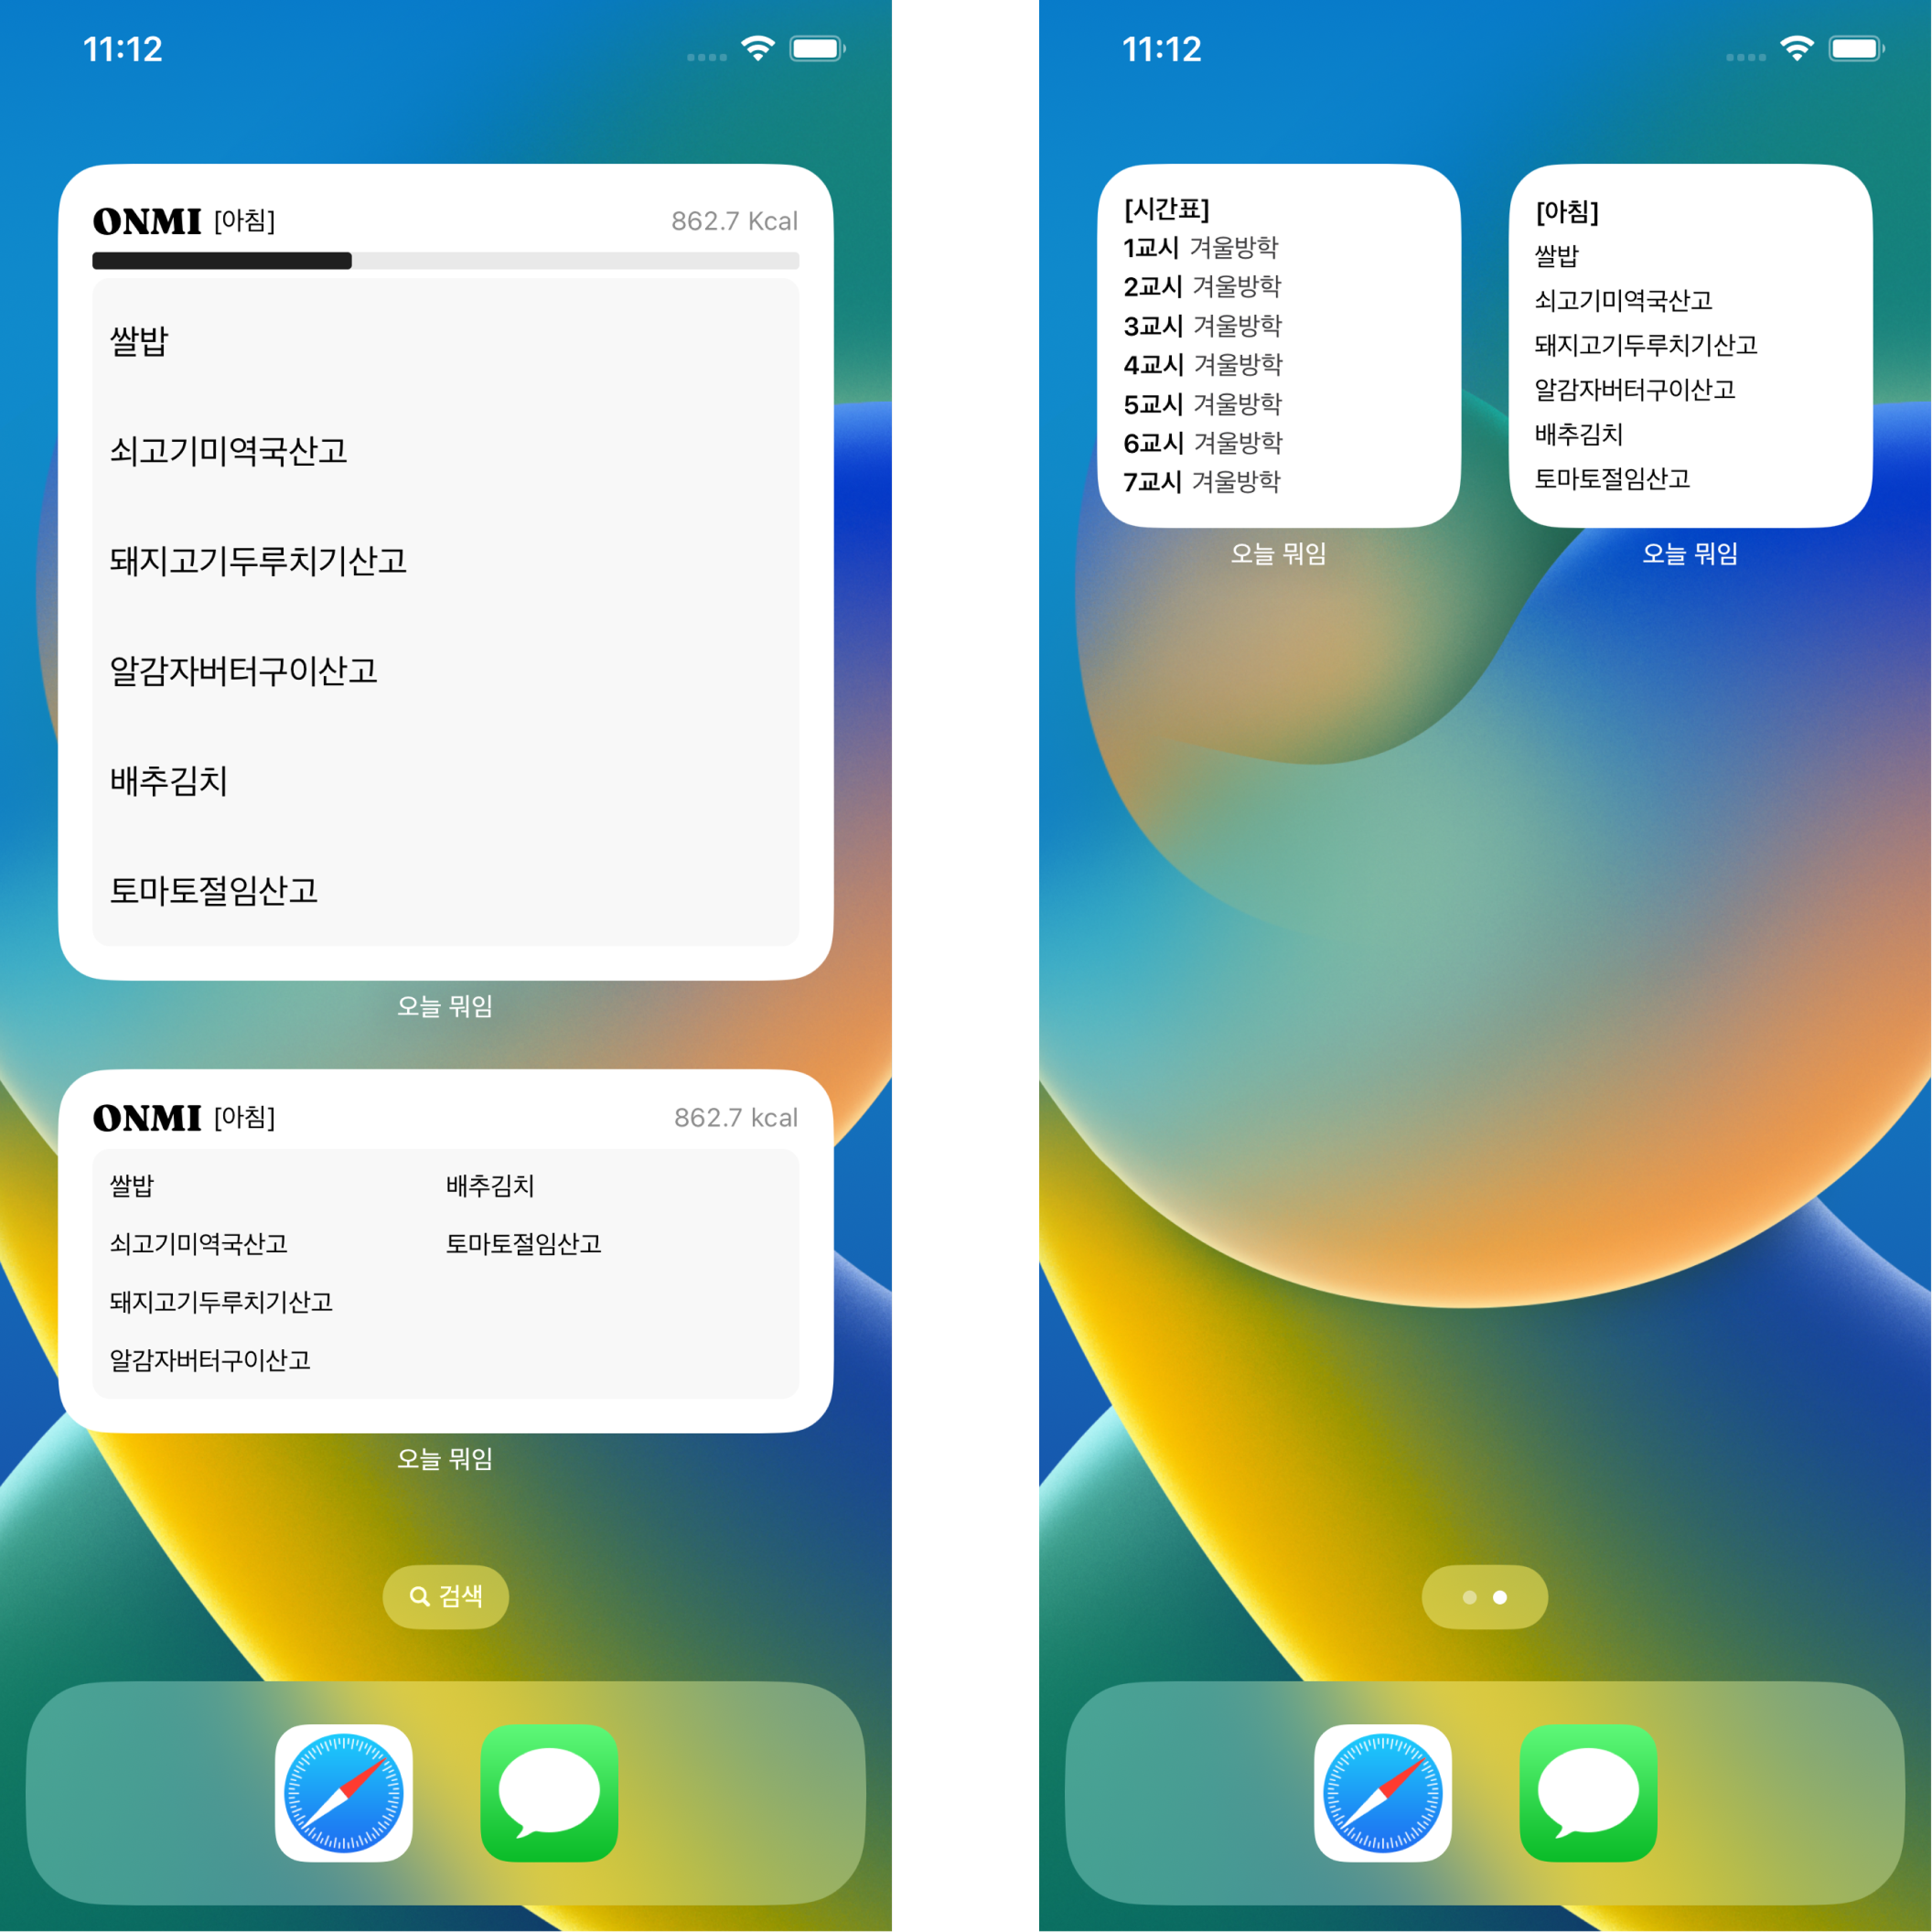 11:12
ONMI [아침] 862.7 Kcal
쌀밥
쇠고기미역국산고
돼지고기두루치기산고
알감자버터구이산고
배추김치
토마토절임산고
오늘 뭐임
ONMI [아침] 862.7 kcal
쌀밥 배추김치
쇠고기미역국산고 토마토절임산고
돼지고기두루치기산고
알감자버터구이산고
오늘 뭐임
검색
11:12
[시간표]
1교시 겨울방학
2교시 겨울방학
3교시 겨울방학
4교시 겨울방학
5교시 겨울방학
6교시 겨울방학
7교시 겨울방학
오늘 뭐임
[아침]
쌀밥
쇠고기미역국산고
돼지고기두루치기산고
알감자버터구이산고
배추김치
토마토절임산고
오늘 뭐임